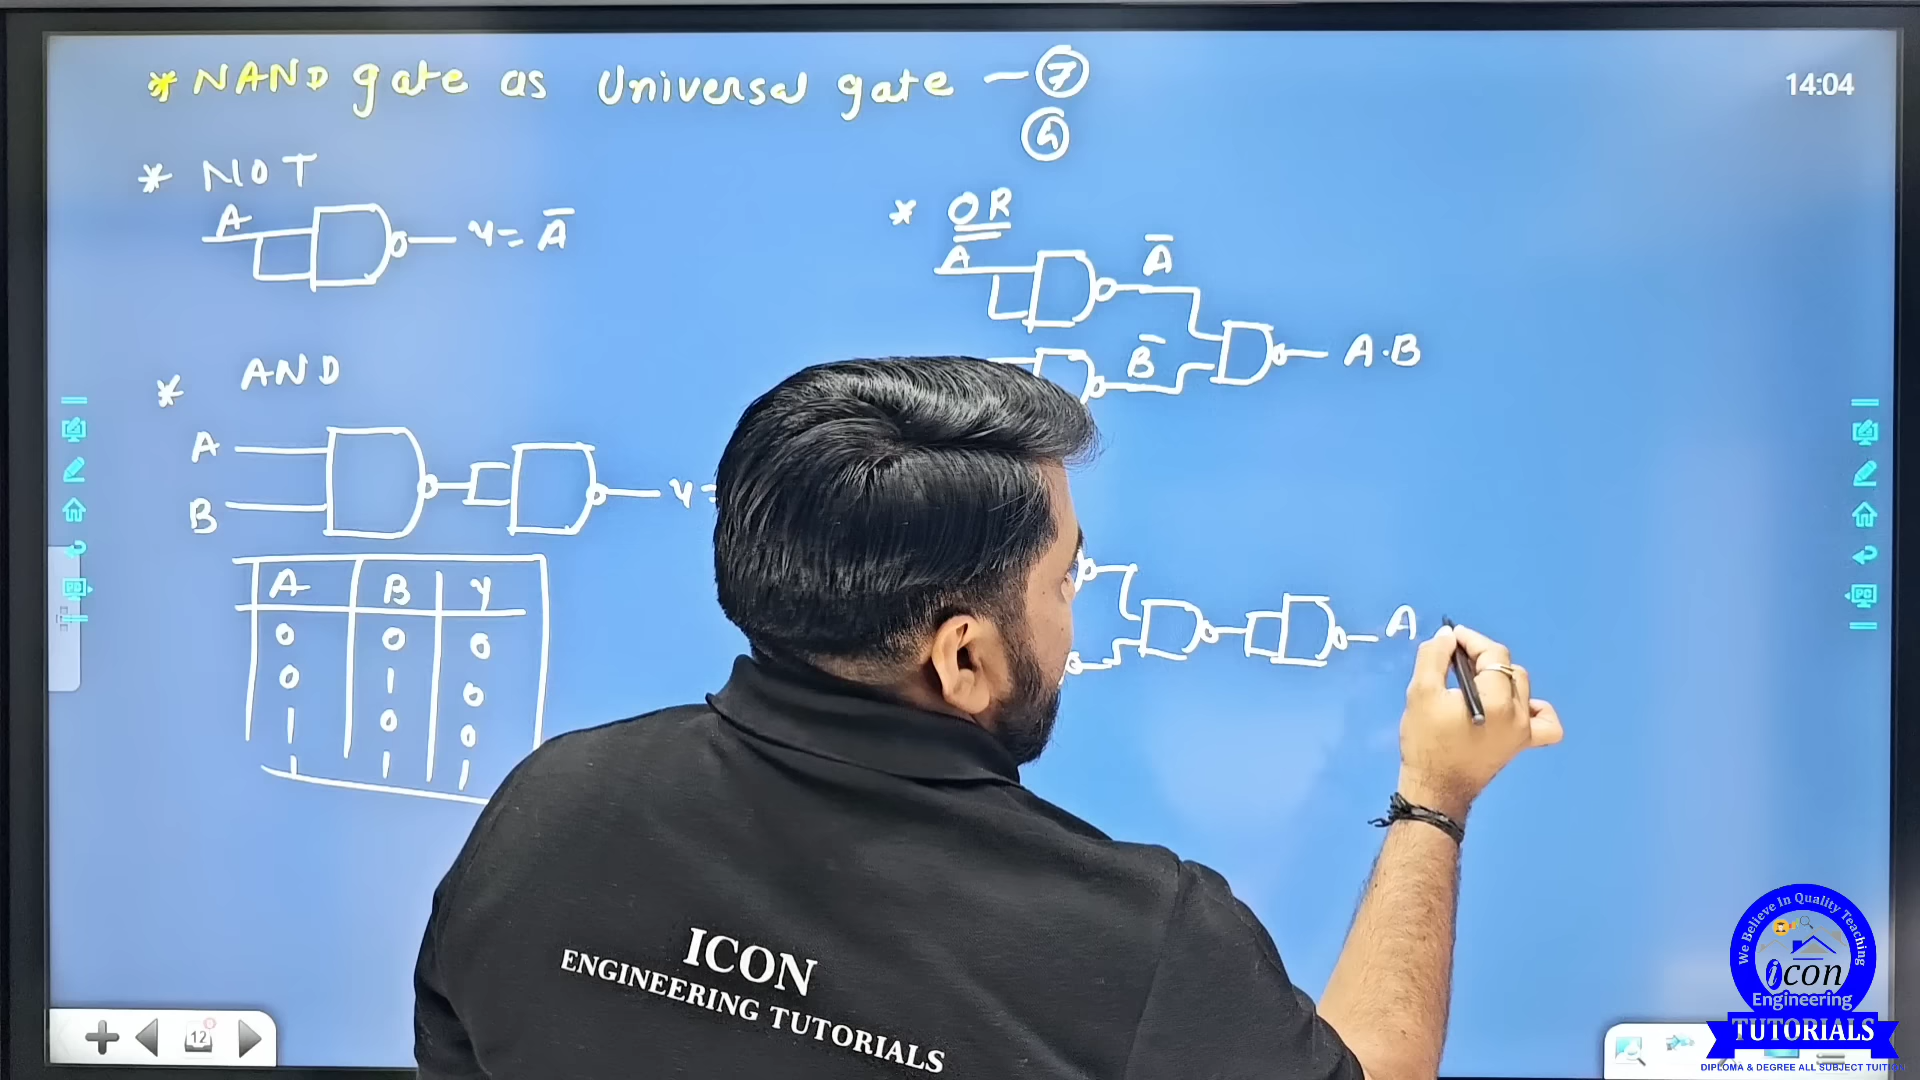 * NAND gate as Universal gate - 7
6
14:04
* NOT
A Y = A̅
* OR
A A̅
B̅ A·B
* AND
A
B Y =
A B Y
0 0 0
0 1 0
1 0 0
1 1 1
A
ICON
ENGINEERING TUTORIALS
12
We Believe In Quality Teaching
icon
Engineering
TUTORIALS
DIPLOMA & DEGREE ALL SUBJECT TUITION